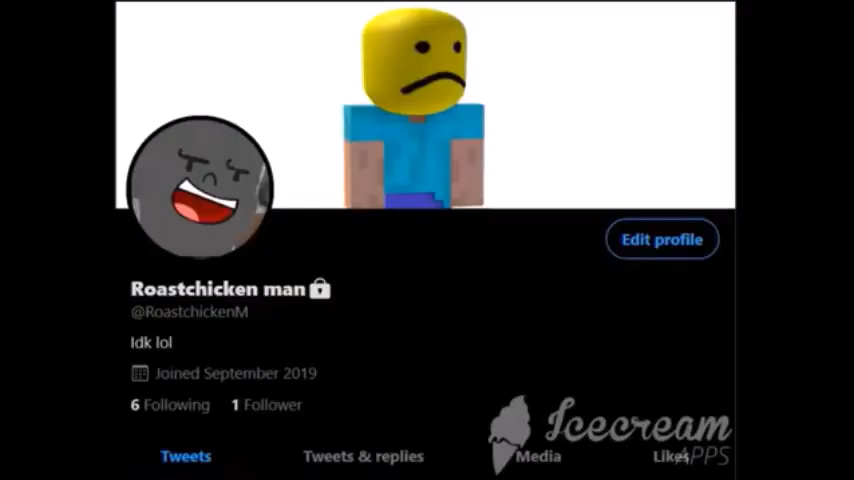 Edit profile
Roastchicken man
@RoastchickenM
Idk lol
Joined September 2019
6 Following 1 Follower
Tweets Tweets & replies Media Likes
Icecream
APPS